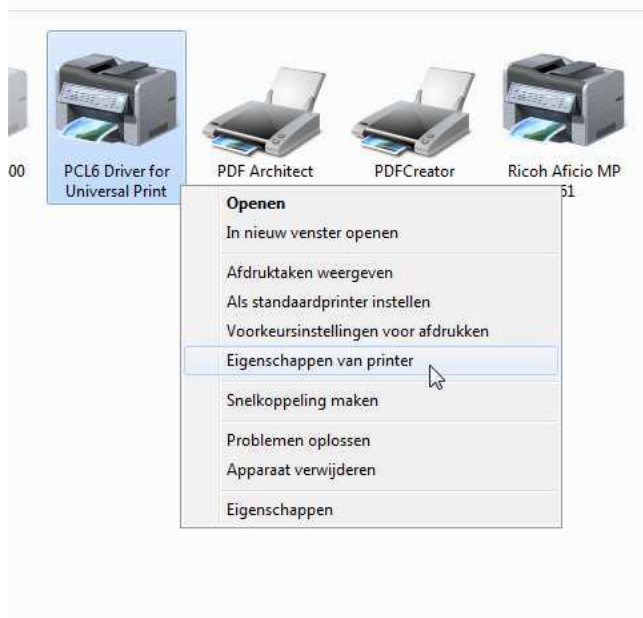 00
PCL6 Driver for
Universal Print
PDF Architect
PDFCreator
Ricoh Aficio MP
51
Openen
In nieuw venster openen
Afdruktaken weergeven
Als standaardprinter instellen
Voorkeursinstellingen voor afdrukken
Eigenschappen van printer
Snelkoppeling maken
Problemen oplossen
Apparaat verwijderen
Eigenschappen